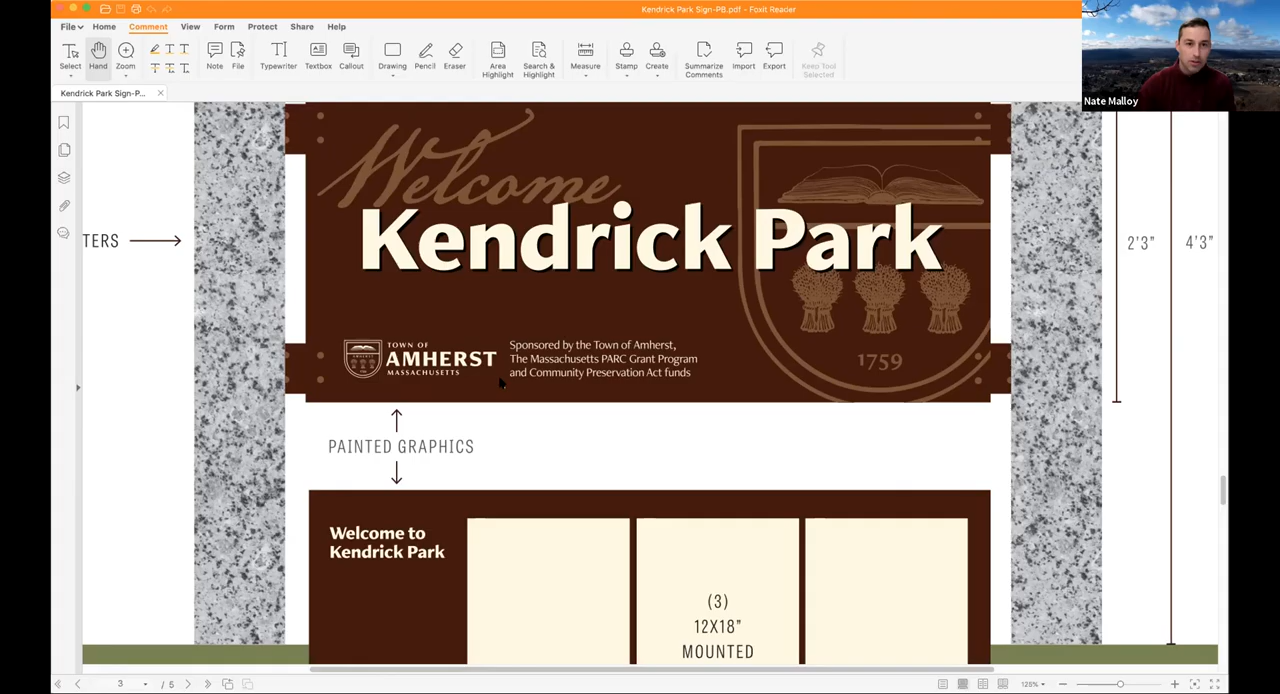 Kendrick Park Sign-PB.pdf - Foxit Reader
File Home Comment View Form Protect Share Help
Select Hand Zoom Note File Typewriter Textbox Callout Drawing Pencil Eraser Area Highlight Search & Highlight Measure Stamp Create Summarize Comments Import Export Keep Tool Selected
Nate Malloy
Kendrick Park Sign-P...
Welcome
Kendrick Park
TERS
2'3"
4'3"
TOWN OF
AMHERST
MASSACHUSETTS
Sponsored by the Town of Amherst,
The Massachusetts PARC Grant Program
and Community Preservation Act funds
1759
PAINTED GRAPHICS
Welcome to
Kendrick Park
(3)
12X18"
MOUNTED
3 / 5
125%